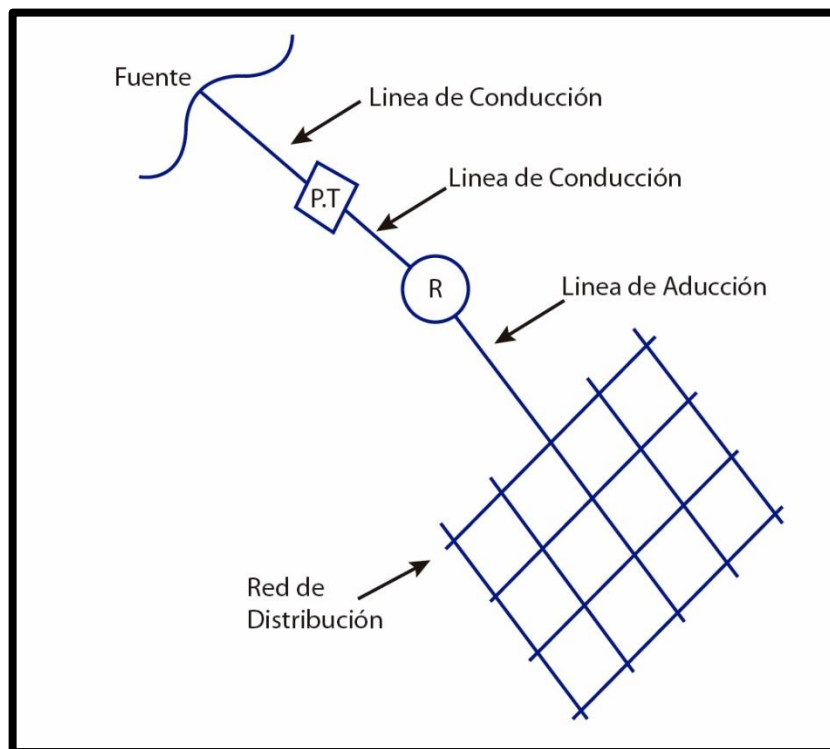 Fuente
Linea de Conducción
P.T
Linea de Conducción
R
Linea de Aducción
Red de
Distribución